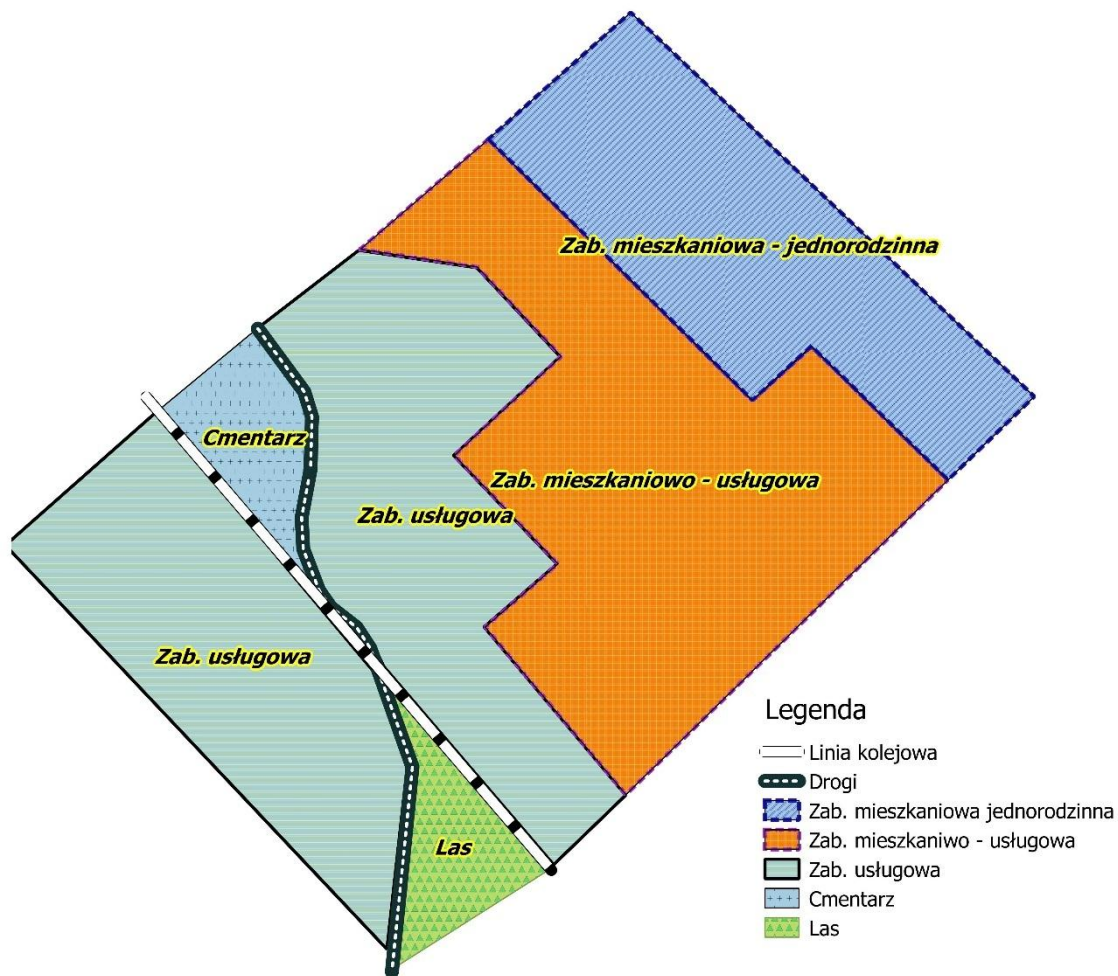 Zab. mieszkaniowa - jednorodzinna
Cmentarz
Zab. mieszkaniowo - usługowa
Zab. usługowa
Zab. usługowa
Las
Legenda
Linia kolejowa
Drogi
Zab. mieszkaniowa jednorodzinna
Zab. mieszkaniwo - usługowa
Zab. usługowa
Cmentarz
Las